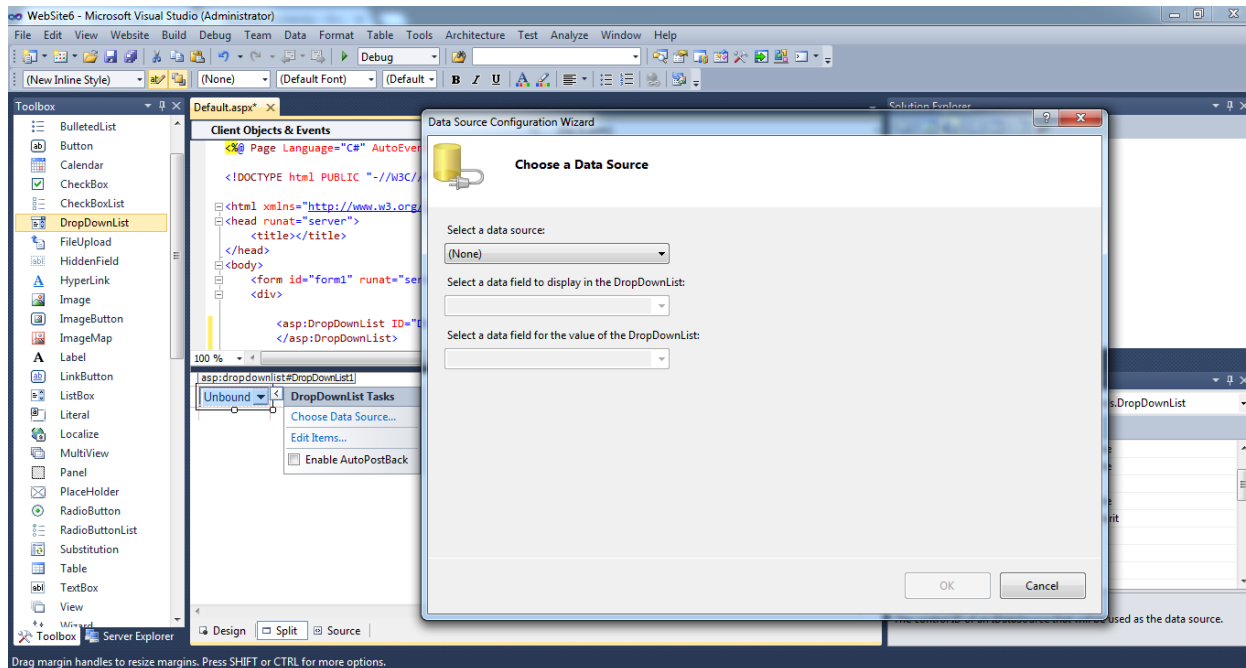 WebSite6 - Microsoft Visual Studio (Administrator)
File Edit View Website Build Debug Team Data Format Table Tools Architecture Test Analyze Window Help
Debug
(New Inline Style) (None) (Default Font) (Default B I U
Toolbox
BulletedList
Button
Calendar
CheckBox
CheckBoxList
DropDownList
FileUpload
HiddenField
HyperLink
Image
ImageButton
ImageMap
A Label
LinkButton
ListBox
Literal
Localize
MultiView
Panel
PlaceHolder
RadioButton
RadioButtonList
Substitution
Table
TextBox
View
Wizard
Toolbox Server Explorer
Default.aspx*
Client Objects & Events
<%@ Page Language="C#" AutoEver
<!DOCTYPE html PUBLIC "-//W3C//
<html xmlns="http://www.w3.org/
<head runat="server">
<title></title>
</head>
<body>
<form id="form1" runat="ser
<div>
<asp:DropDownList ID="D
</asp:DropDownList>
100 %
asp:dropdownlist#DropDownList1
Unbound
DropDownList Tasks
Choose Data Source...
Edit Items...
Enable AutoPostBack
Design Split Source
Data Source Configuration Wizard
Choose a Data Source
Select a data source:
(None)
Select a data field to display in the DropDownList:
Select a data field for the value of the DropDownList:
OK Cancel
Solution Explorer
s.DropDownList
rit
used as the data source.
Drag margin handles to resize margins. Press SHIFT or CTRL for more options.